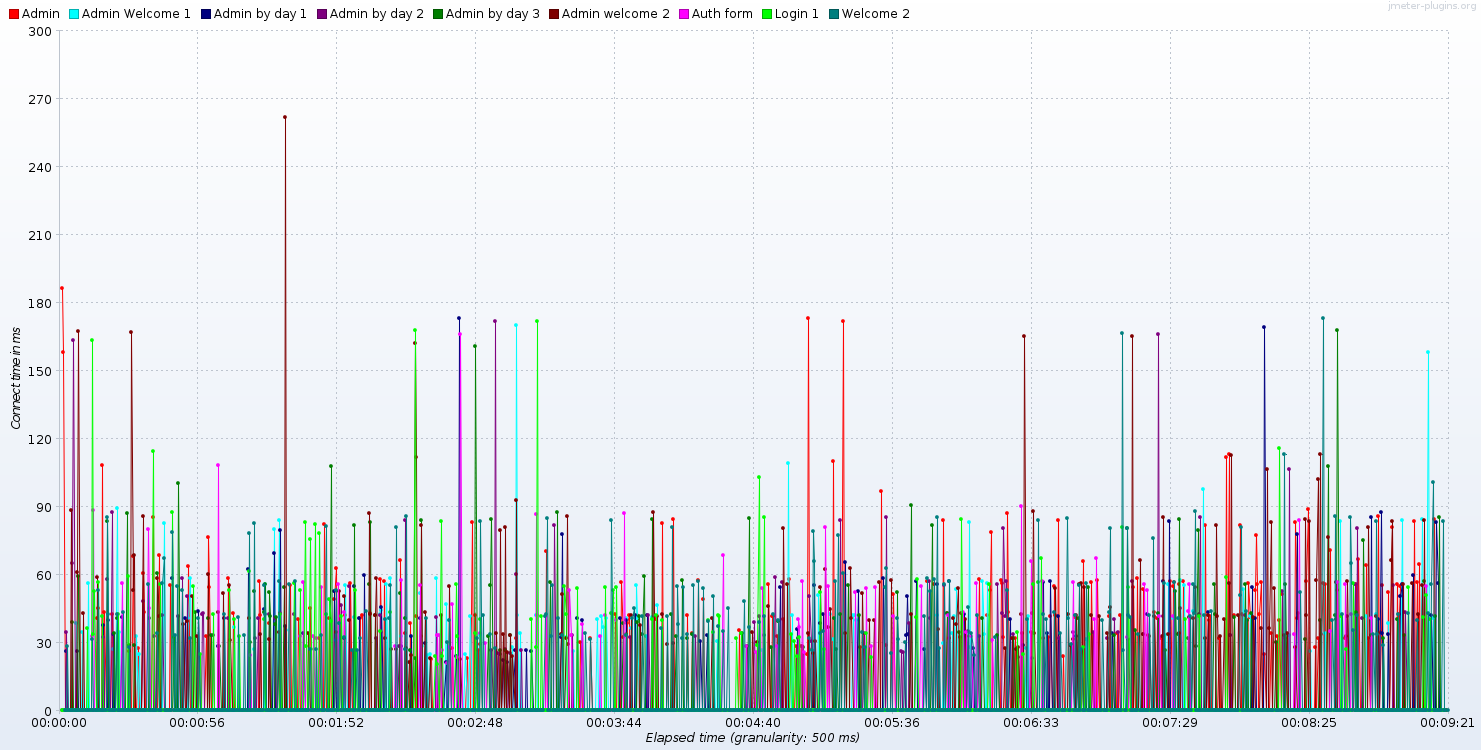 Admin Admin Welcome 1 Admin by day 1 Admin by day 2 Admin by day 3 Admin welcome 2 Auth form Login 1 Welcome 2
jmeter-plugins.org
300
270
240
210
180
150
120
90
60
30
0
Connect time in ms
00:00:00 00:00:56 00:01:52 00:02:48 00:03:44 00:04:40 00:05:36 00:06:33 00:07:29 00:08:25 00:09:21
Elapsed time (granularity: 500 ms)